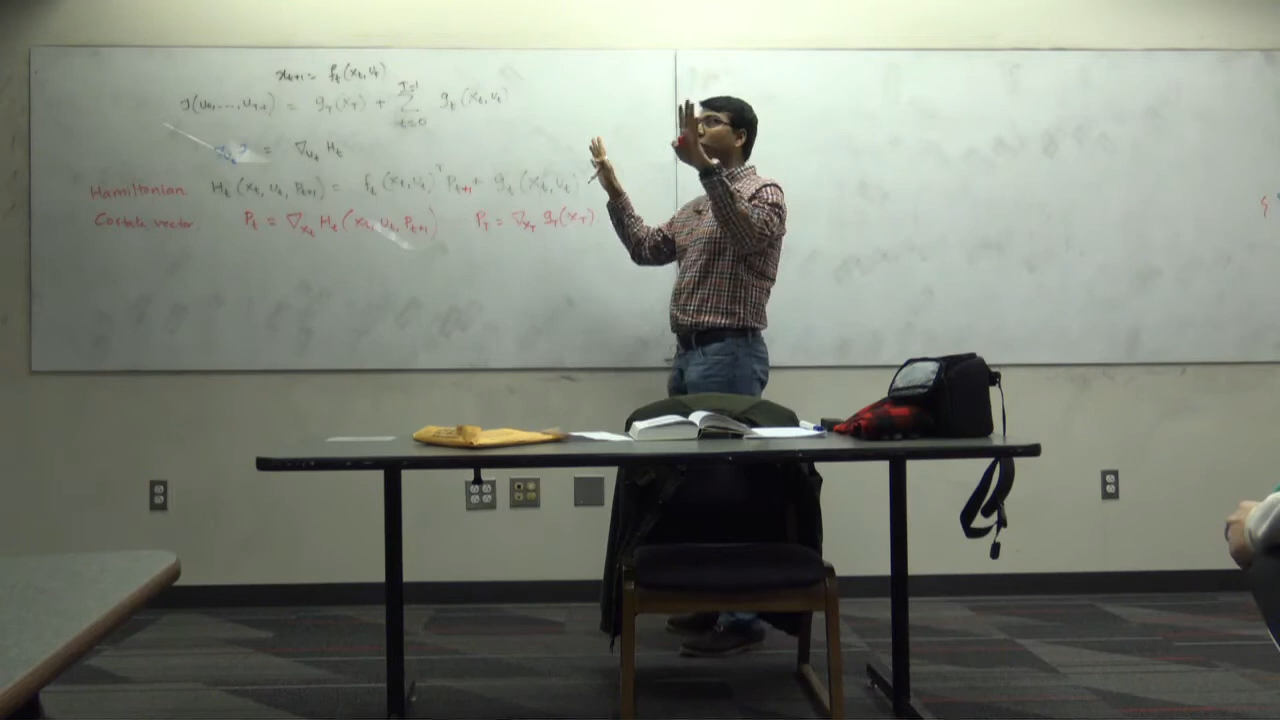 x_{t+1} = f_t(x_t, u_t)
J(u_0, ..., u_{T-1}) = g_T(x_T) + \sum_{t=0}^{T-1} g_t(x_t, u_t)
= ∇_{u_t} H_t
Hamiltonian H_t(x_t, u_t, P_{t+1}) = f_t(x_t, u_t)^T P_{t+1} + g_t(x_t, u_t)
Costate vector P_t = ∇_{x_t} H_t(x_t, u_t, P_{t+1}) P_T = ∇_{x_T} g_T(x_T)